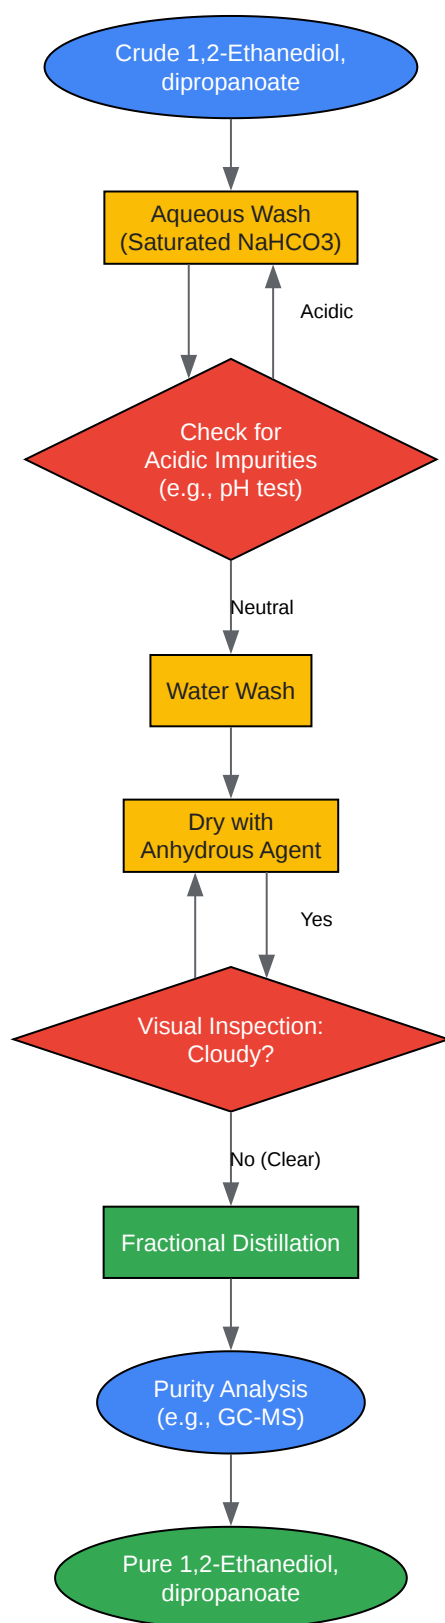 Crude 1,2-Ethanediol,
dipropanoate
Aqueous Wash
(Saturated NaHCO3)
Acidic
Check for
Acidic Impurities
(e.g., pH test)
Neutral
Water Wash
Dry with
Anhydrous Agent
Yes
Visual Inspection:
Cloudy?
No (Clear)
Fractional Distillation
Purity Analysis
(e.g., GC-MS)
Pure 1,2-Ethanediol,
dipropanoate